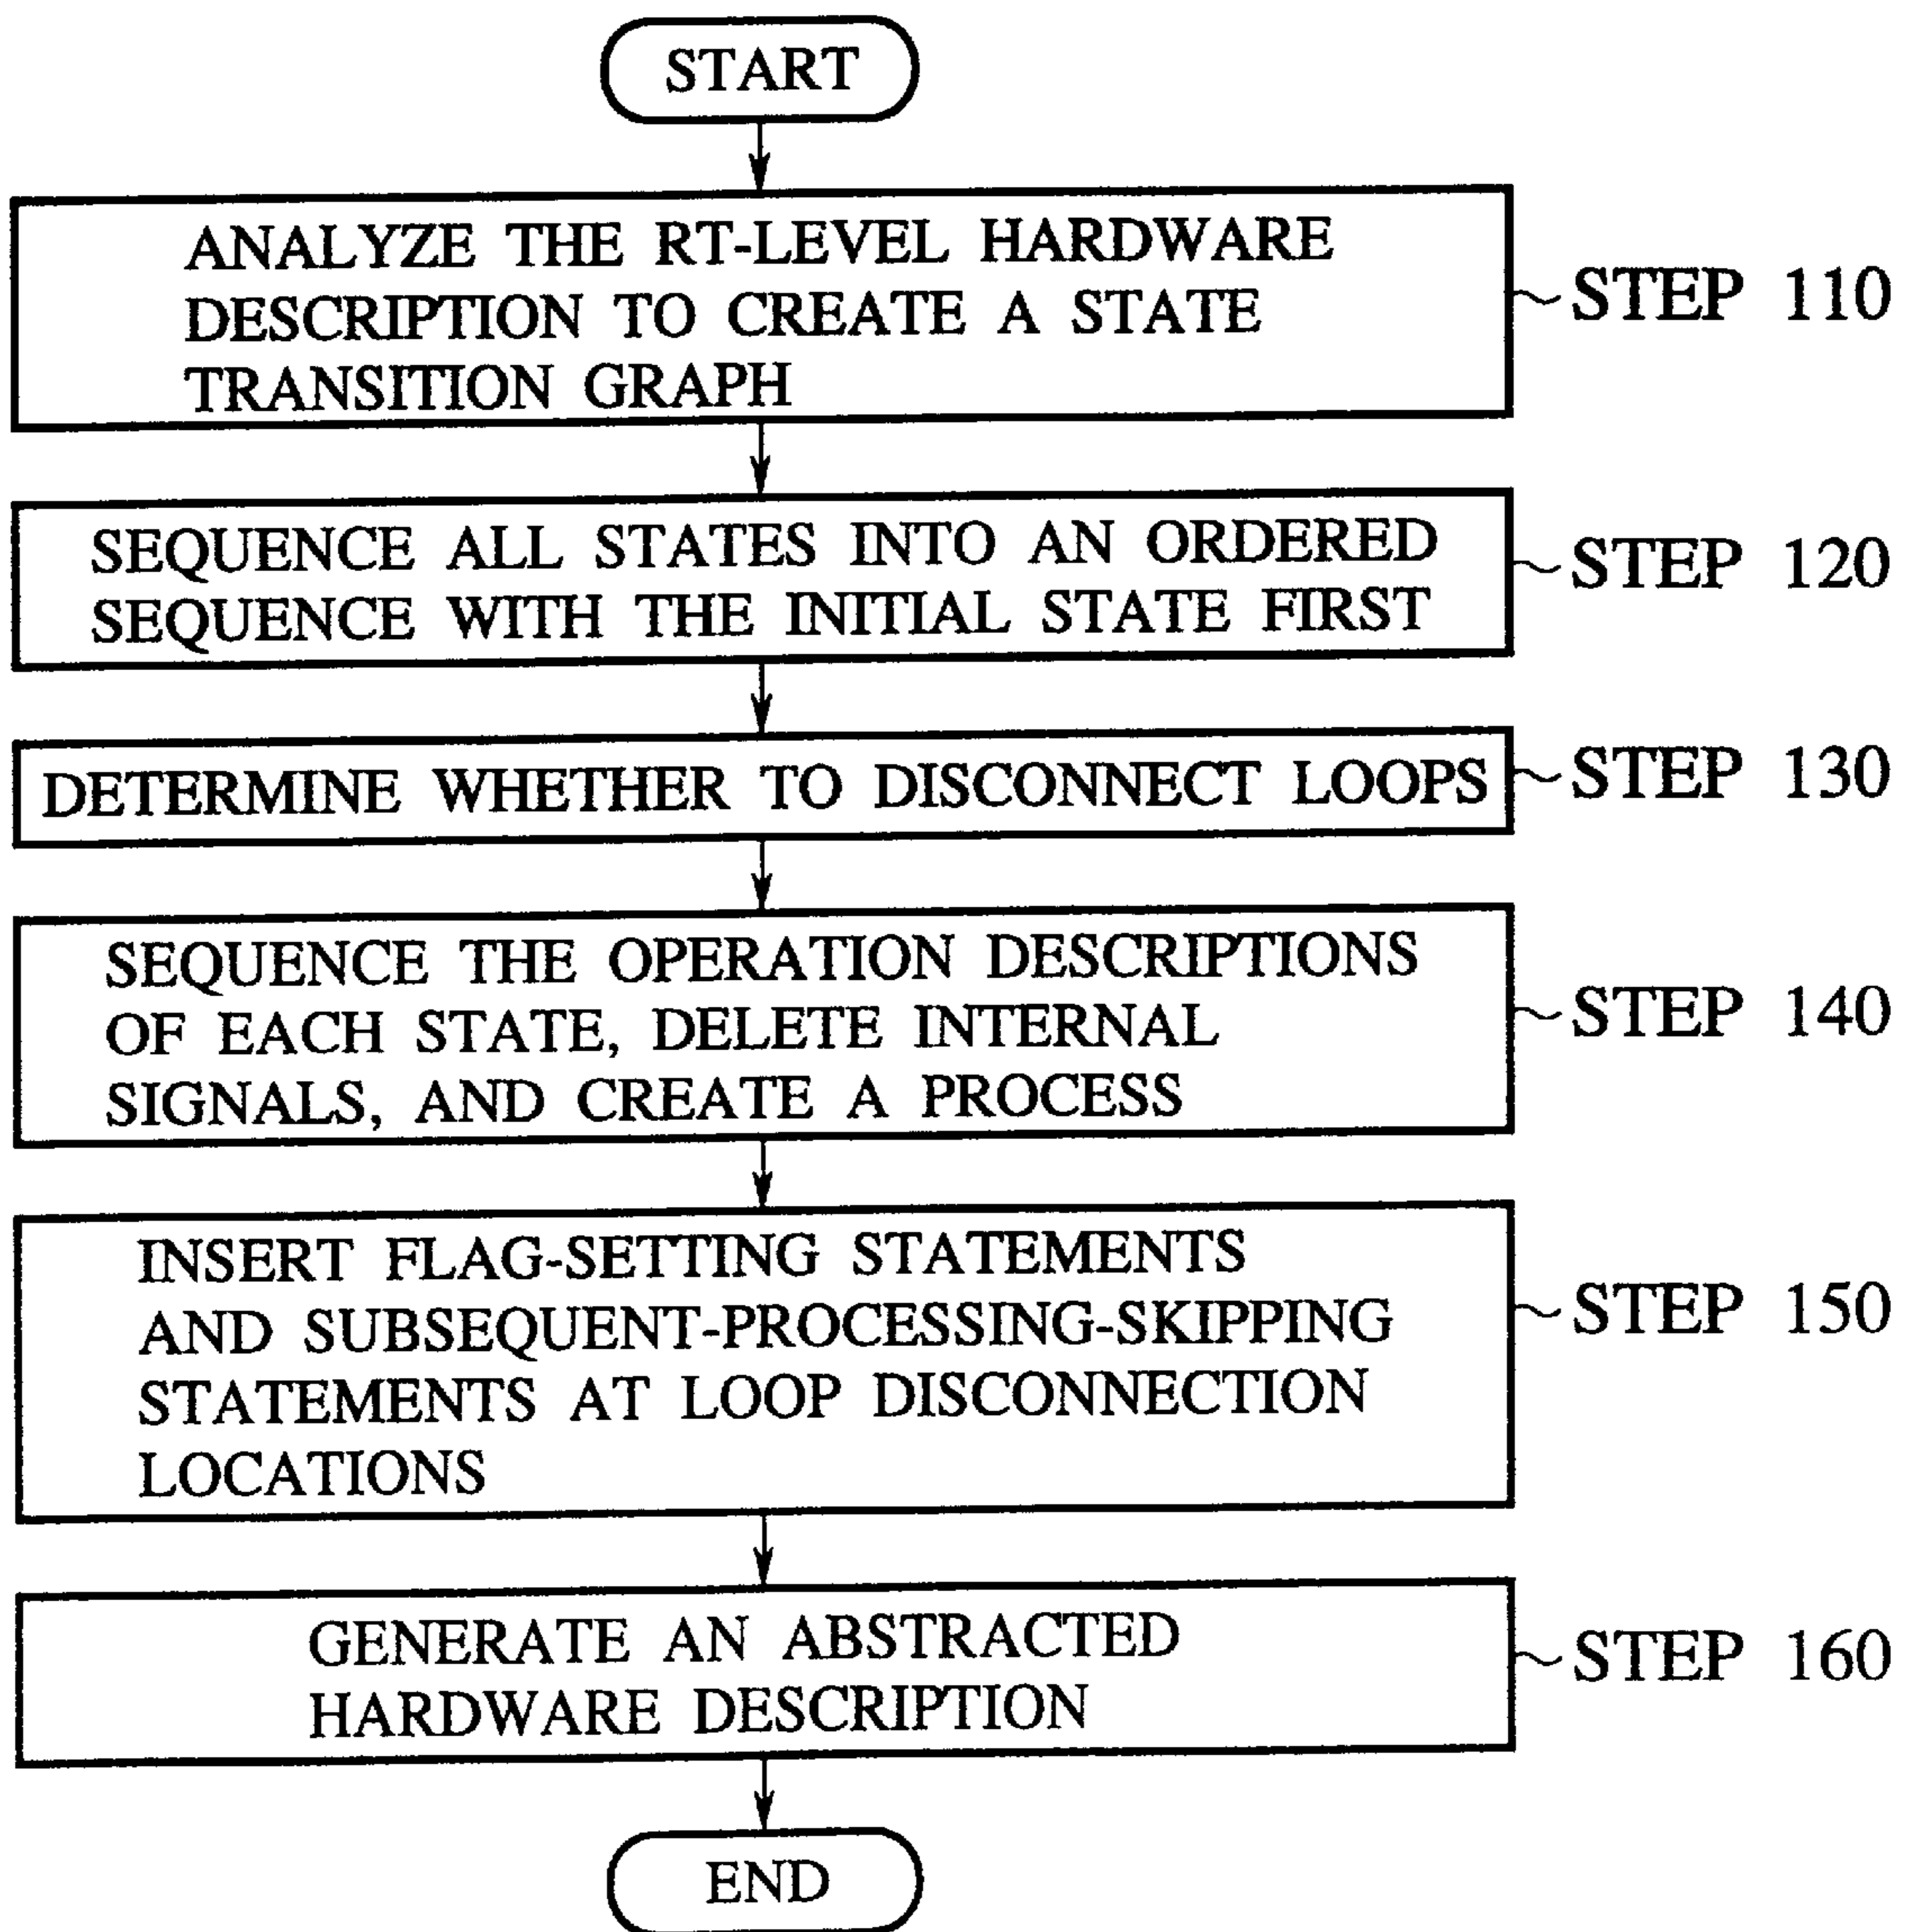 START
ANALYZE THE RT-LEVEL HARDWARE
DESCRIPTION TO CREATE A STATE
TRANSITION GRAPH
STEP 110
SEQUENCE ALL STATES INTO AN ORDERED
SEQUENCE WITH THE INITIAL STATE FIRST
STEP 120
DETERMINE WHETHER TO DISCONNECT LOOPS
STEP 130
SEQUENCE THE OPERATION DESCRIPTIONS
OF EACH STATE, DELETE INTERNAL
SIGNALS, AND CREATE A PROCESS
STEP 140
INSERT FLAG-SETTING STATEMENTS
AND SUBSEQUENT-PROCESSING-SKIPPING
STATEMENTS AT LOOP DISCONNECTION
LOCATIONS
STEP 150
GENERATE AN ABSTRACTED
HARDWARE DESCRIPTION
STEP 160
END